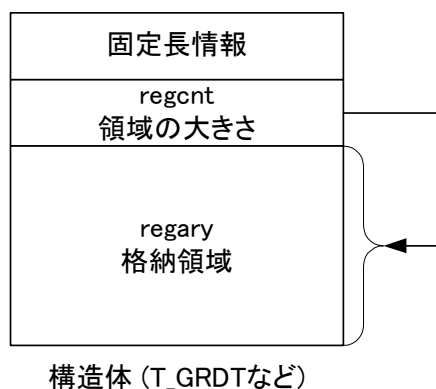 固定長情報
regcnt
領域の大きさ
regary
格納領域
構造体 (T_GRDTなど)